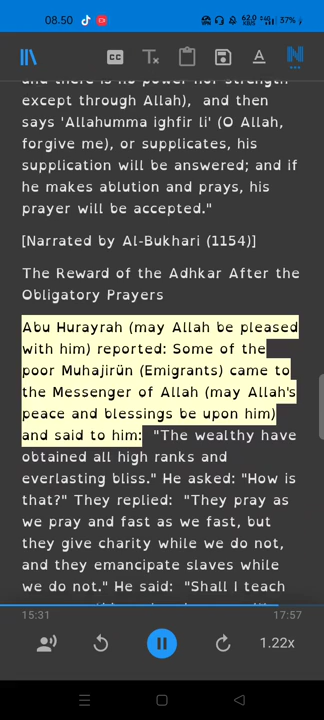 08.50
62.0 KB/s
37%
CC
T×
A
N
and there is no power nor strength
except through Allah), and then
says 'Allahumma ighfir li' (O Allah,
forgive me), or supplicates, his
supplication will be answered; and if
he makes ablution and prays, his
prayer will be accepted."
[Narrated by Al-Bukhari (1154)]
The Reward of the Adhkar After the
Obligatory Prayers
Abu Hurayrah (may Allah be pleased
with him) reported: Some of the
poor Muhajirūn (Emigrants) came to
the Messenger of Allah (may Allah's
peace and blessings be upon him)
and said to him: "The wealthy have
obtained all high ranks and
everlasting bliss." He asked: "How is
that?" They replied: "They pray as
we pray and fast as we fast, but
they give charity while we do not,
and they emancipate slaves while
we do not." He said: "Shall I teach
15:31
17:57
1.22x